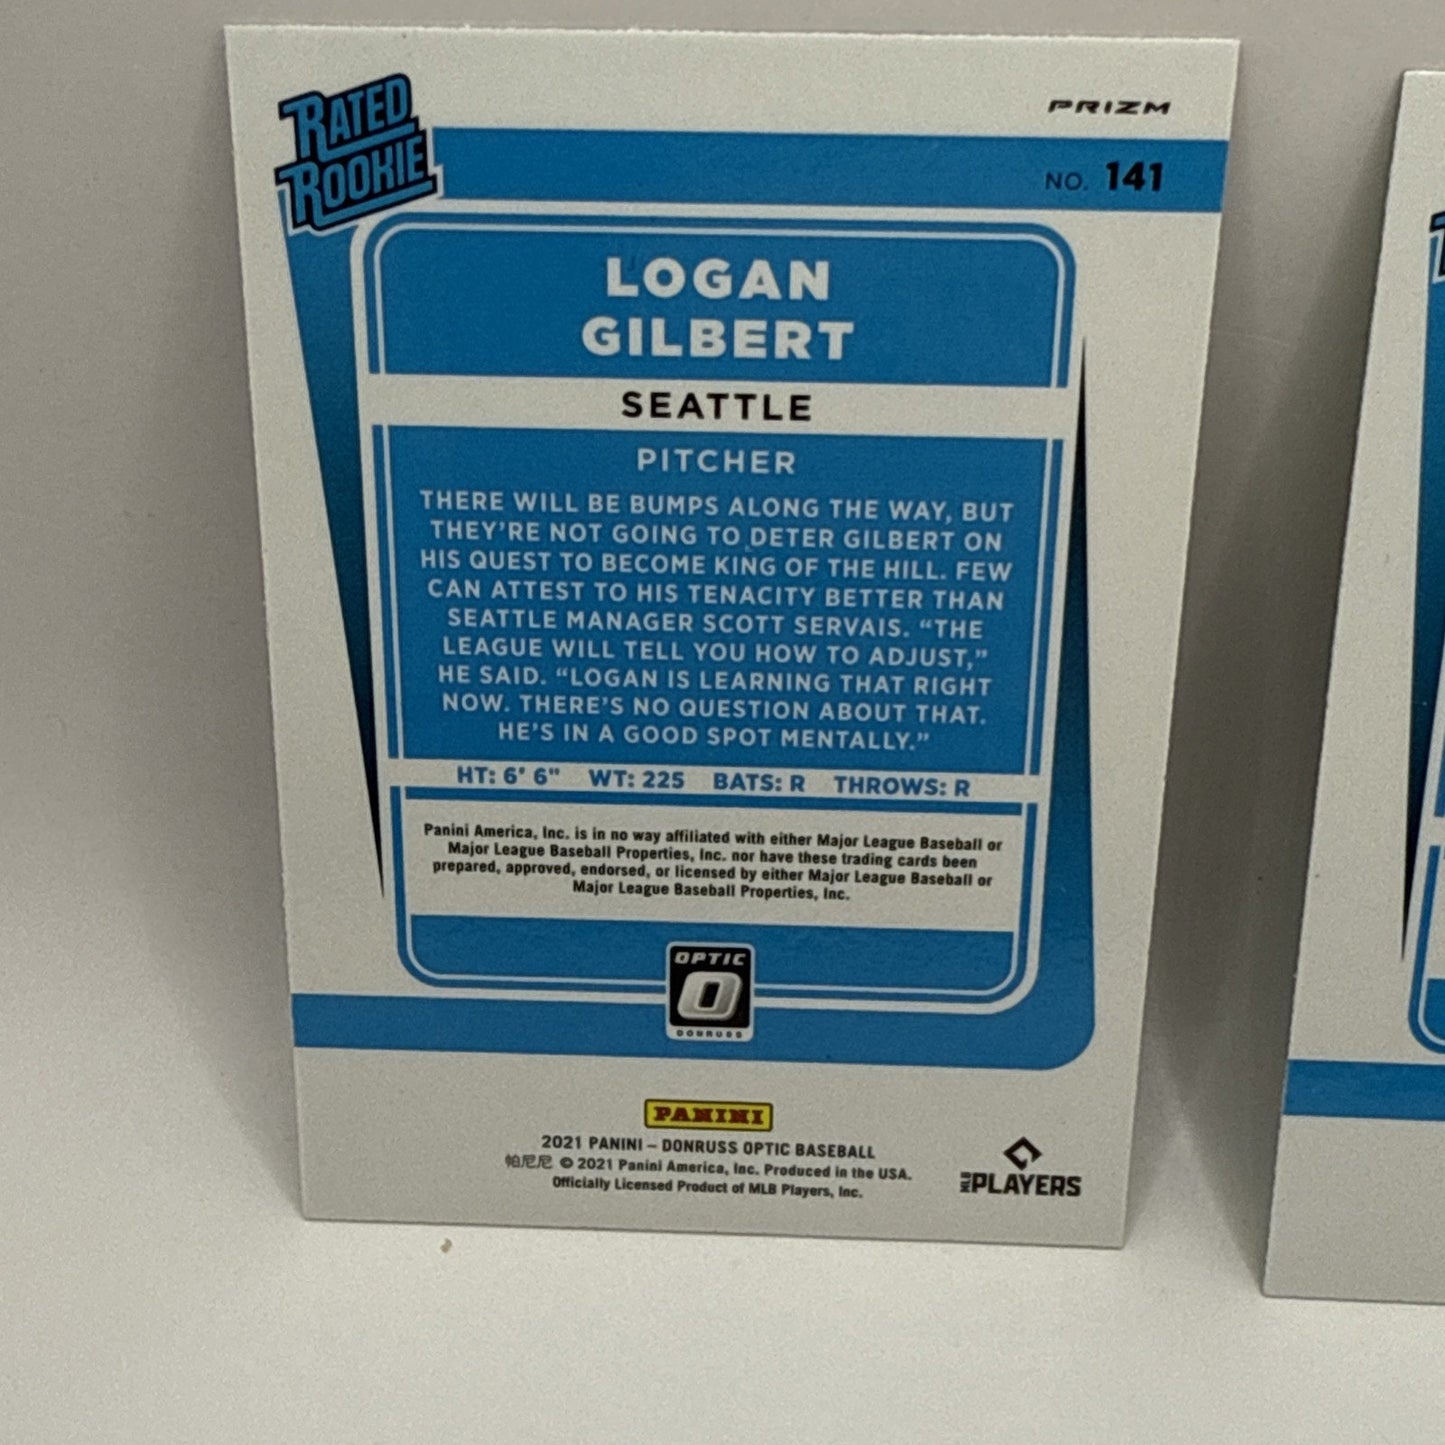 RATED
ROOKIE
PRIZM
NO. 141
LOGAN
GILBERT
SEATTLE
PITCHER
THERE WILL BE BUMPS ALONG THE WAY, BUT
THEY'RE NOT GOING TO DETER GILBERT ON
HIS QUEST TO BECOME KING OF THE HILL. FEW
CAN ATTEST TO HIS TENACITY BETTER THAN
SEATTLE MANAGER SCOTT SERVAIS. “THE
LEAGUE WILL TELL YOU HOW TO ADJUST,”
HE SAID. “LOGAN IS LEARNING THAT RIGHT
NOW. THERE'S NO QUESTION ABOUT THAT.
HE'S IN A GOOD SPOT MENTALLY.”
HT: 6' 6" WT: 225 BATS: R THROWS: R
Panini America, Inc. is in no way affiliated with either Major League Baseball or
Major League Baseball Properties, Inc. nor have these trading cards been
prepared, approved, endorsed, or licensed by either Major League Baseball or
Major League Baseball Properties, Inc.
OPTIC
O
DONRUSS
PANINI
2021 PANINI – DONRUSS OPTIC BASEBALL
帕尼尼 © 2021 Panini America, Inc. Produced in the USA.
Officially Licensed Product of MLB Players, Inc.
MLB PLAYERS